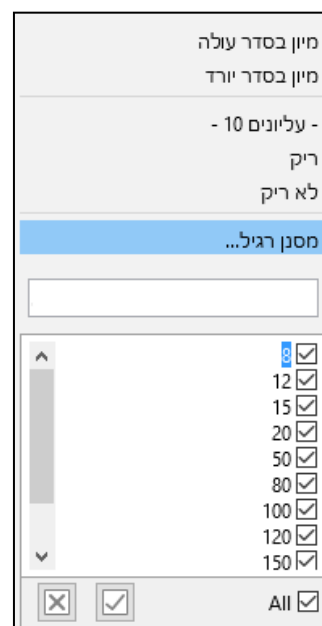 מיון בסדר עולה
מיון בסדר יורד
- עליונים 10 -
ריק
לא ריק
מסנן רגיל...
8
12
15
20
50
80
100
120
150
All